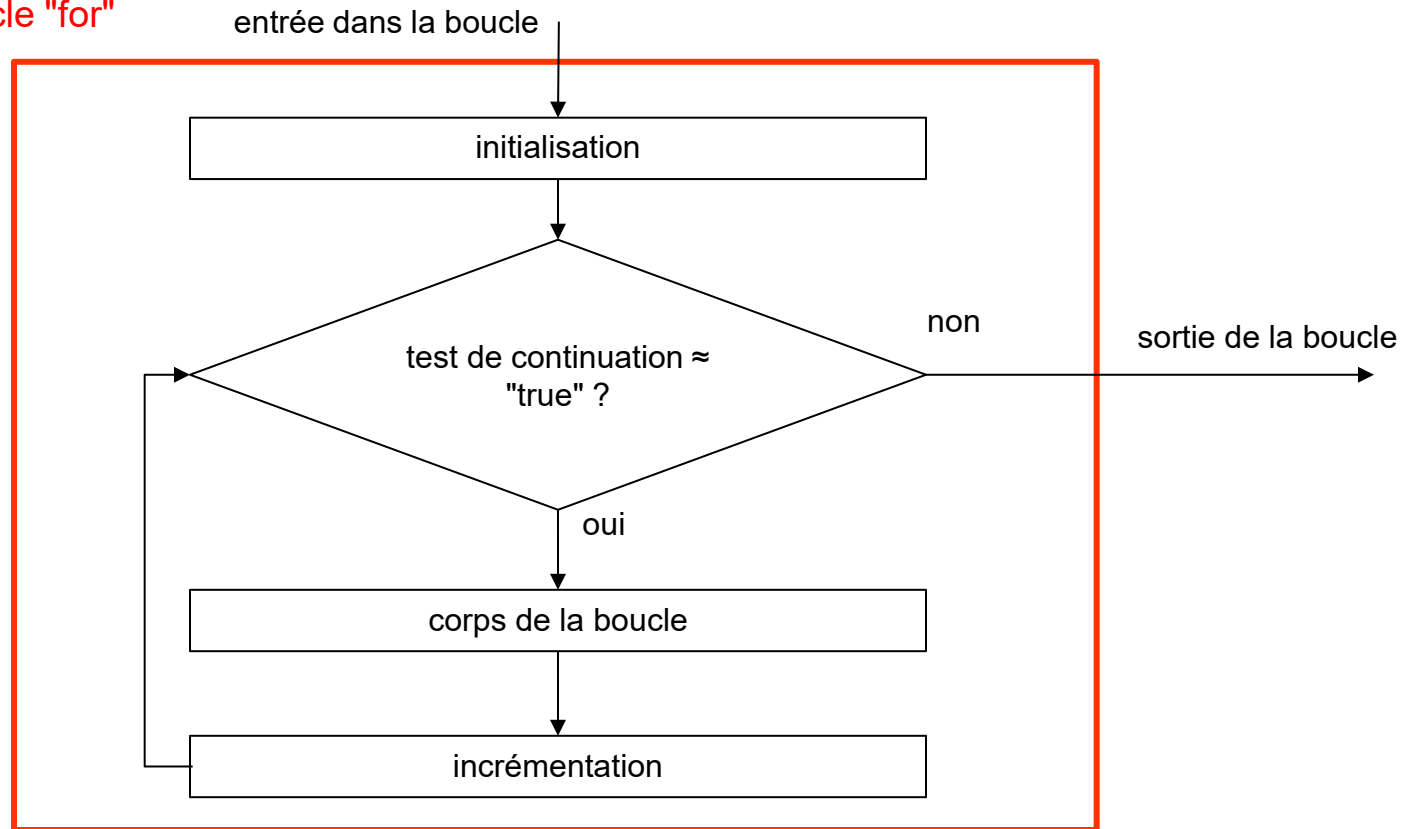 cle "for"
entrée dans la boucle
initialisation
non
sortie de la boucle
test de continuation ≈
"true" ?
oui
corps de la boucle
incrémentation